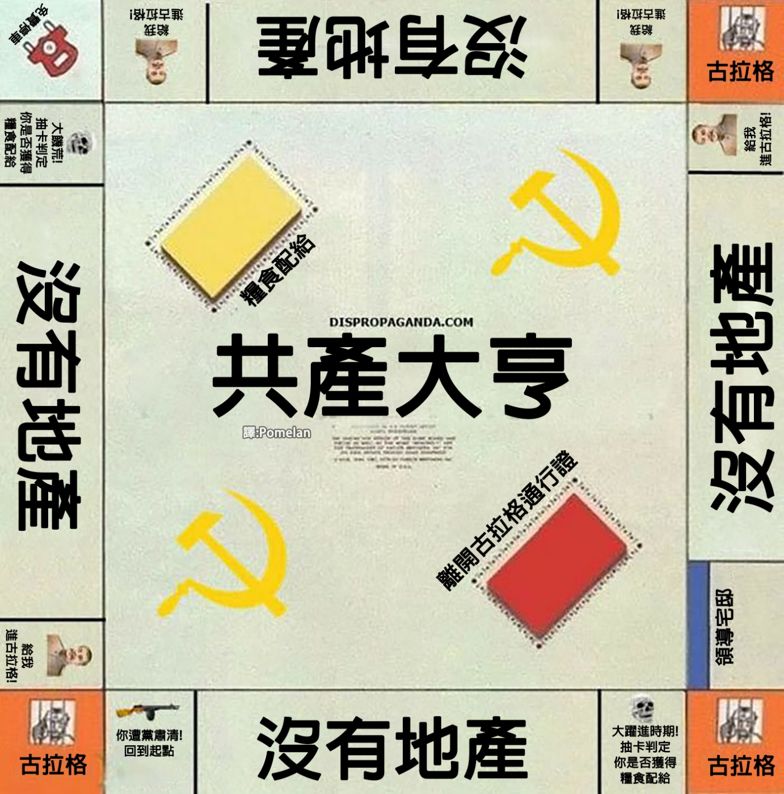 免費停車
給我
進古拉格!
沒有地產
給我
進古拉格!
古拉格
大饑荒!
抽卡判定
你是否獲得
糧食配給
給我
進古拉格!
糧食配給
沒有地產
沒有地產
DISPROPAGANDA.COM
共產大亨
譯:Pomelan
離開古拉格通行證
領導宅邸
給我
進古拉格!
古拉格
你遭黨肅清!
回到起點
沒有地產
大躍進時期!
抽卡判定
你是否獲得
糧食配給
古拉格